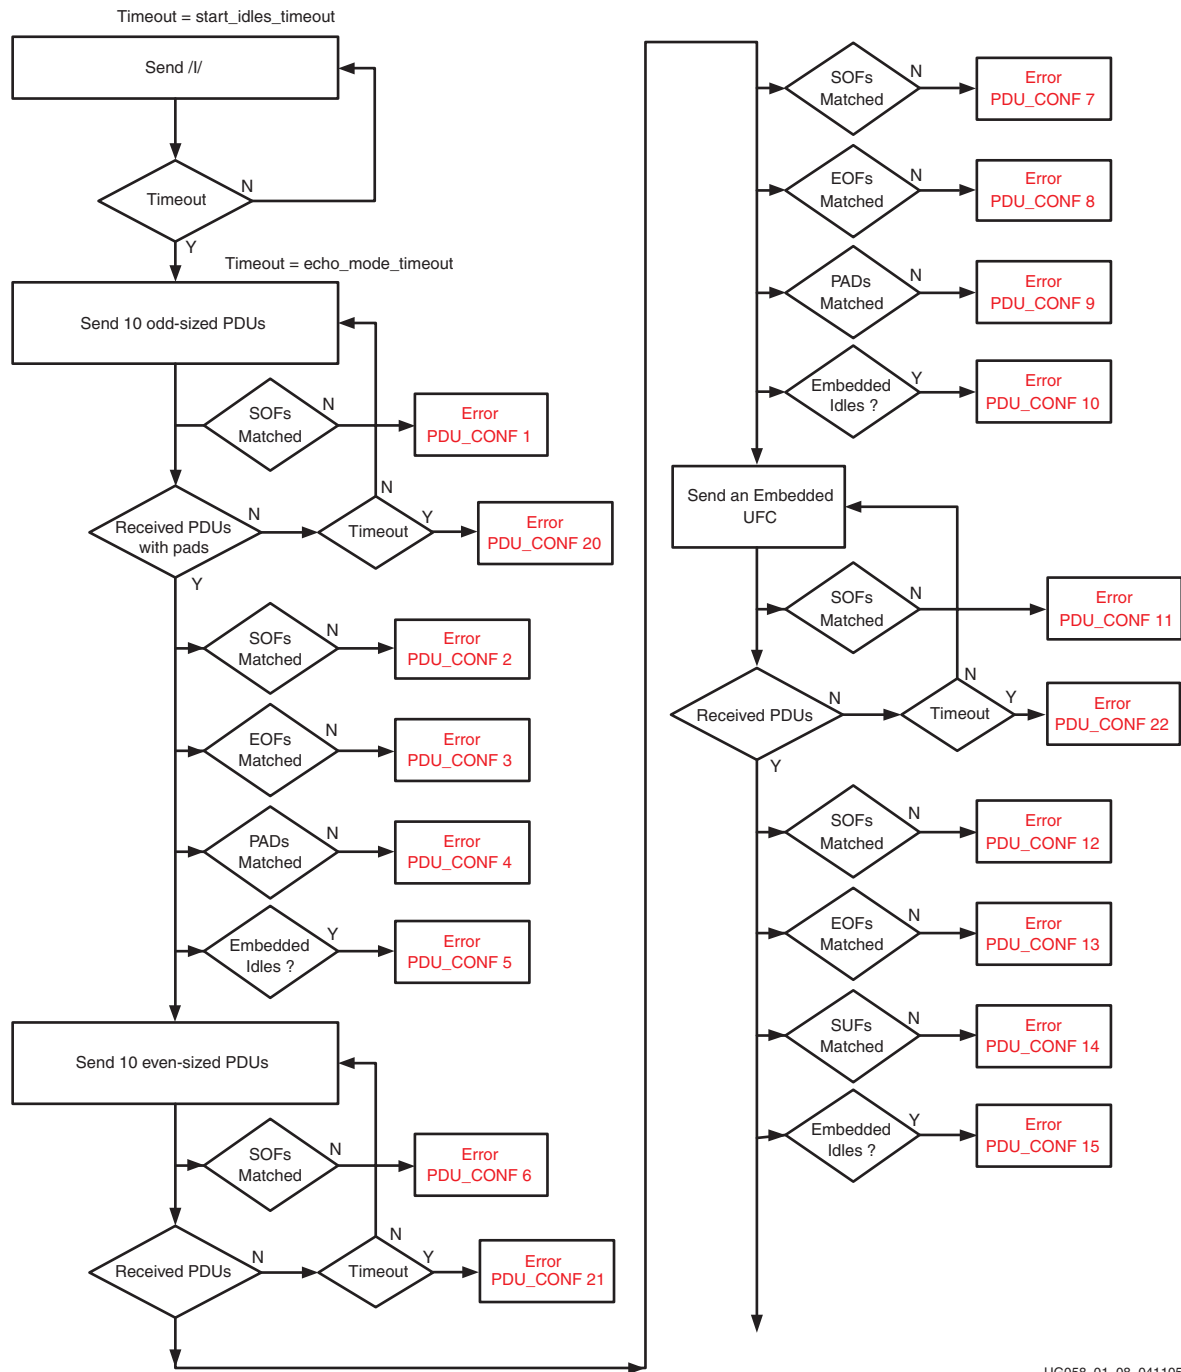 Timeout = start_idles_timeout
Send /I/
Timeout
N
Y
Timeout = echo_mode_timeout
Send 10 odd-sized PDUs
SOFs
Matched
N
Error
PDU_CONF 1
N
Received PDUs
with pads
N
Timeout
Y
Error
PDU_CONF 20
Y
SOFs
Matched
N
Error
PDU_CONF 2
EOFs
Matched
N
Error
PDU_CONF 3
PADs
Matched
N
Error
PDU_CONF 4
Embedded
Idles ?
Y
Error
PDU_CONF 5
Send 10 even-sized PDUs
SOFs
Matched
N
Error
PDU_CONF 6
N
Received PDUs
N
Timeout
Y
Error
PDU_CONF 21
Y
SOFs
Matched
N
Error
PDU_CONF 7
EOFs
Matched
N
Error
PDU_CONF 8
PADs
Matched
N
Error
PDU_CONF 9
Embedded
Idles ?
Y
Error
PDU_CONF 10
Send an Embedded
UFC
SOFs
Matched
N
Error
PDU_CONF 11
N
Received PDUs
N
Timeout
Y
Error
PDU_CONF 22
Y
SOFs
Matched
N
Error
PDU_CONF 12
EOFs
Matched
N
Error
PDU_CONF 13
SUFs
Matched
N
Error
PDU_CONF 14
Embedded
Idles ?
Y
Error
PDU_CONF 15